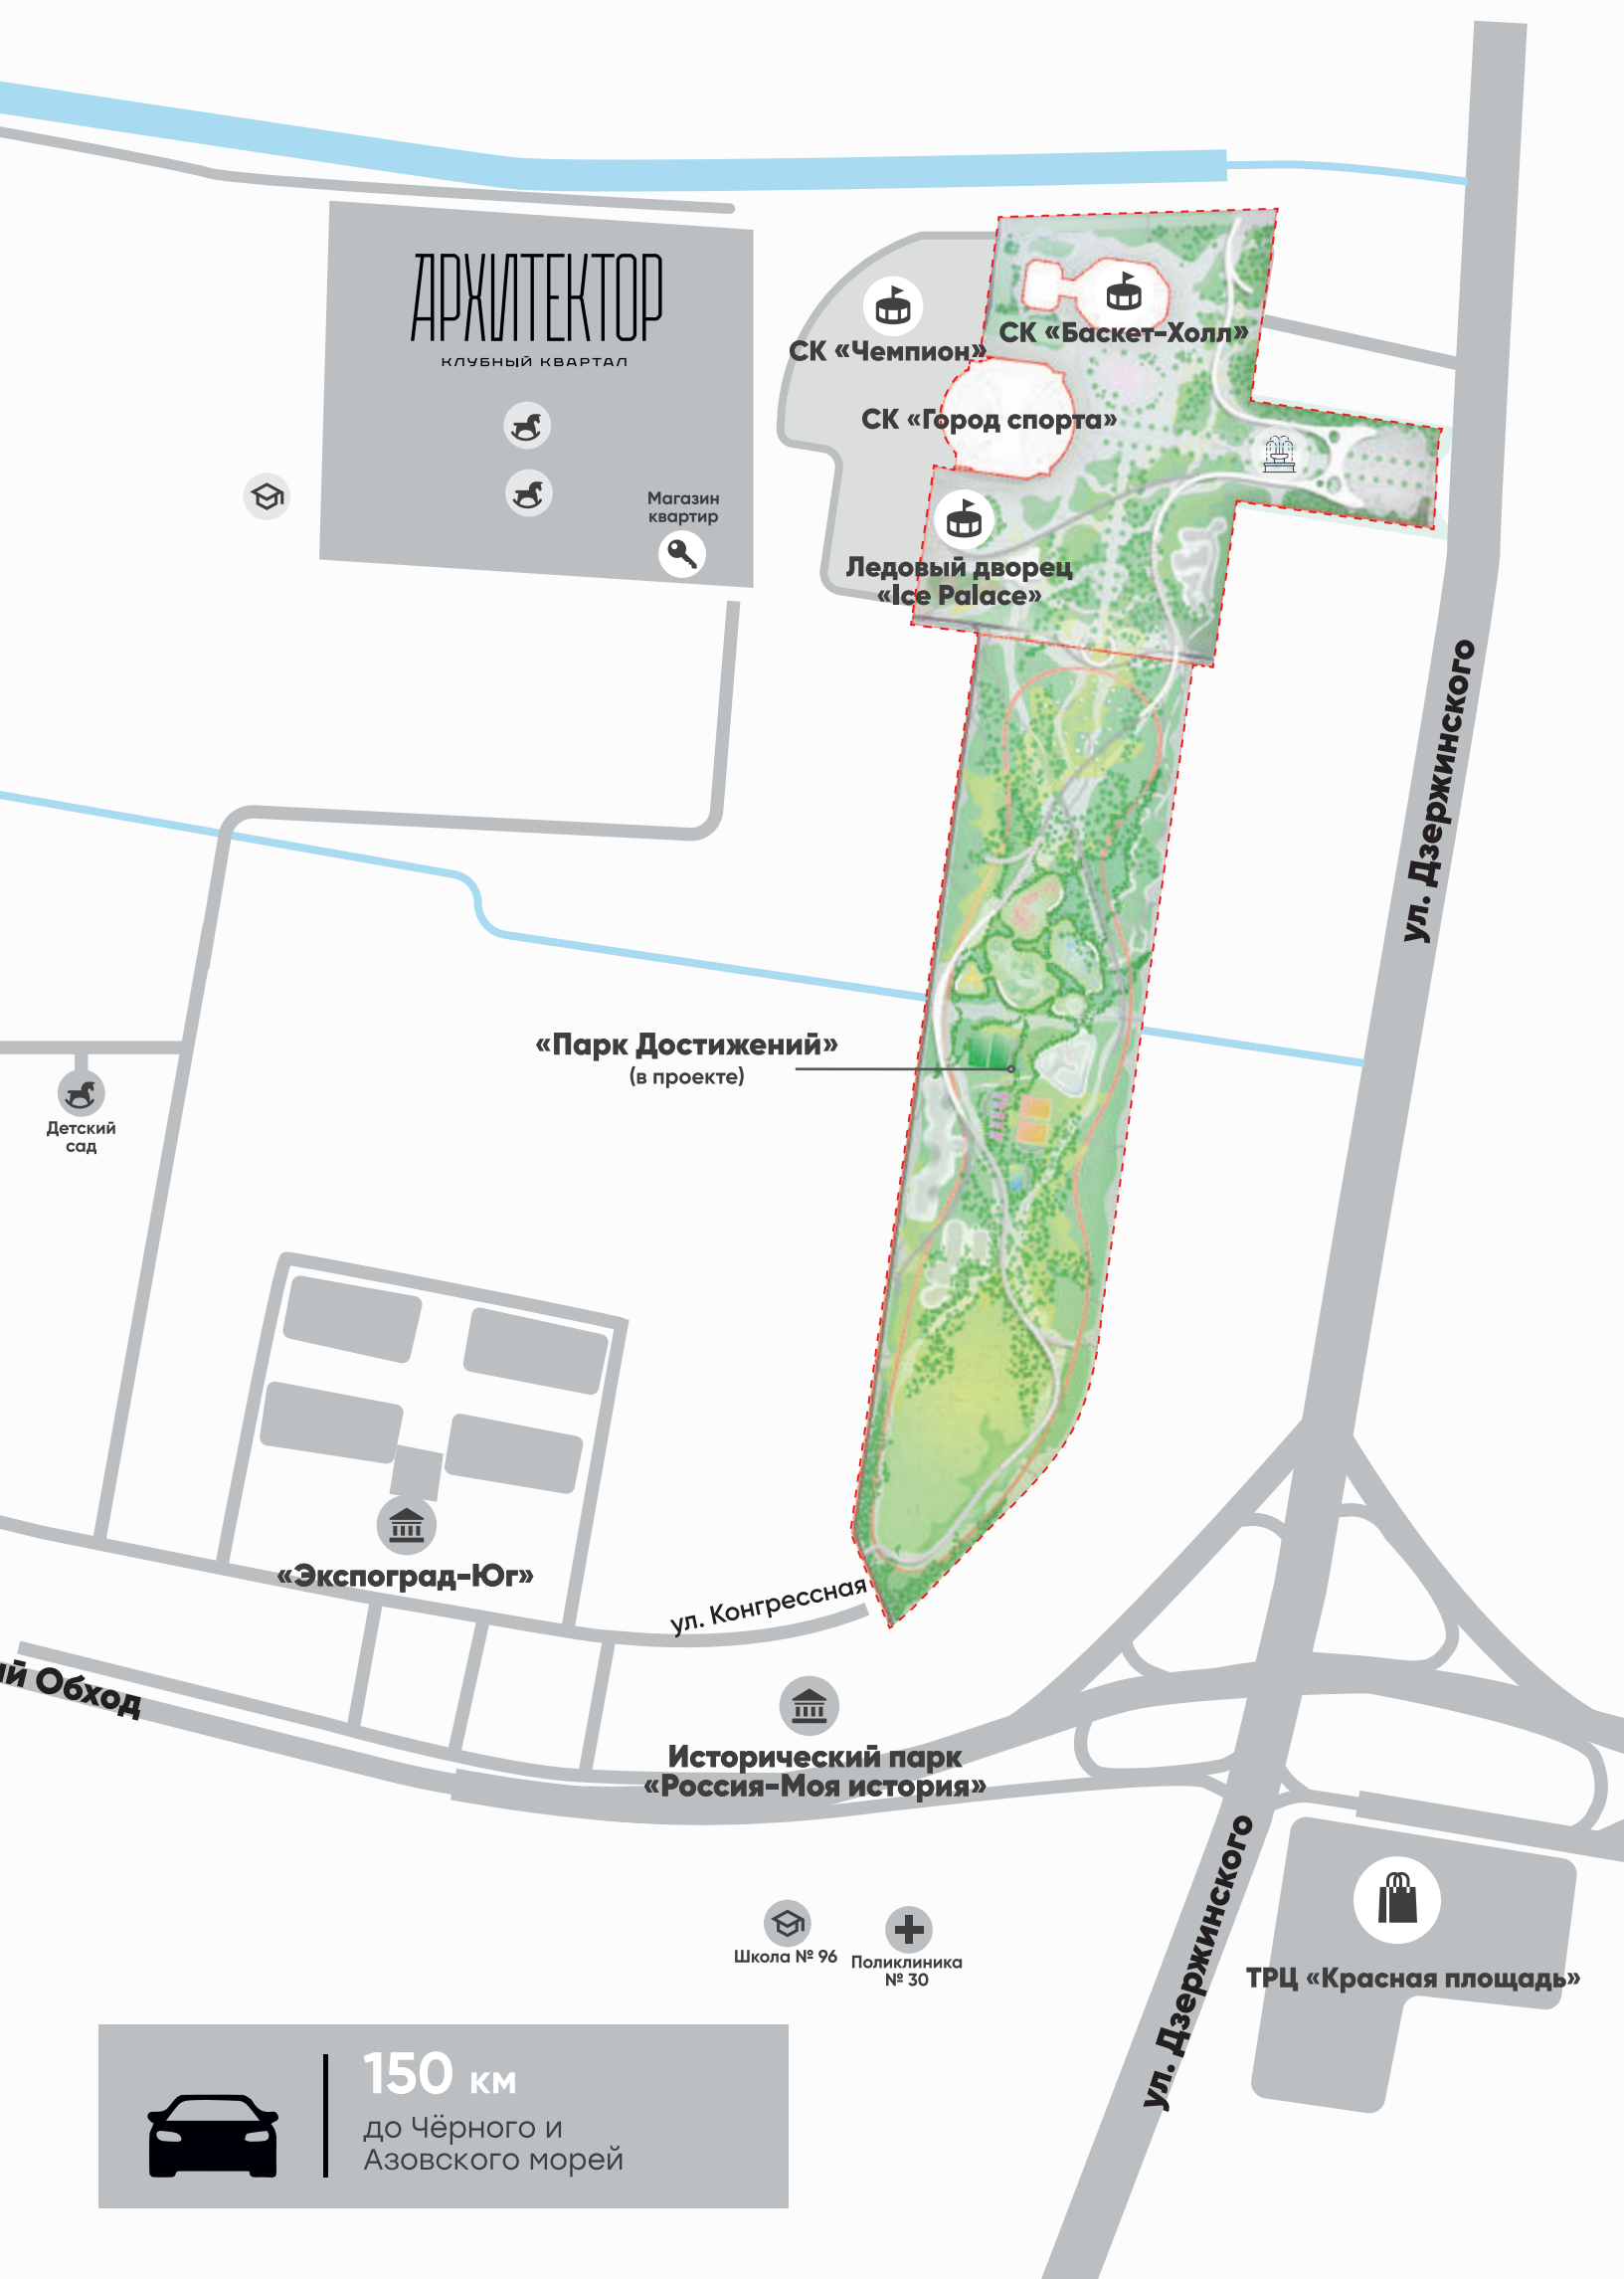 АРХИТЕКТОР
КЛУБНЫЙ КВАРТАЛ
СК «Баскет-Холл»
СК «Чемпион»
СК «Город спорта»
Магазин
квартир
Ледовый дворец
«Ice Palace»
ул. Дзержинского
«Парк Достижений»
(в проекте)
Детский
сад
«Экспоград-Юг»
ул. Конгрессная
ий Обход
Исторический парк
«Россия-Моя история»
ул. Дзержинского
Школа № 96
Поликлиника
№ 30
ТРЦ «Красная площадь»
150 км
до Чёрного и
Азовского морей